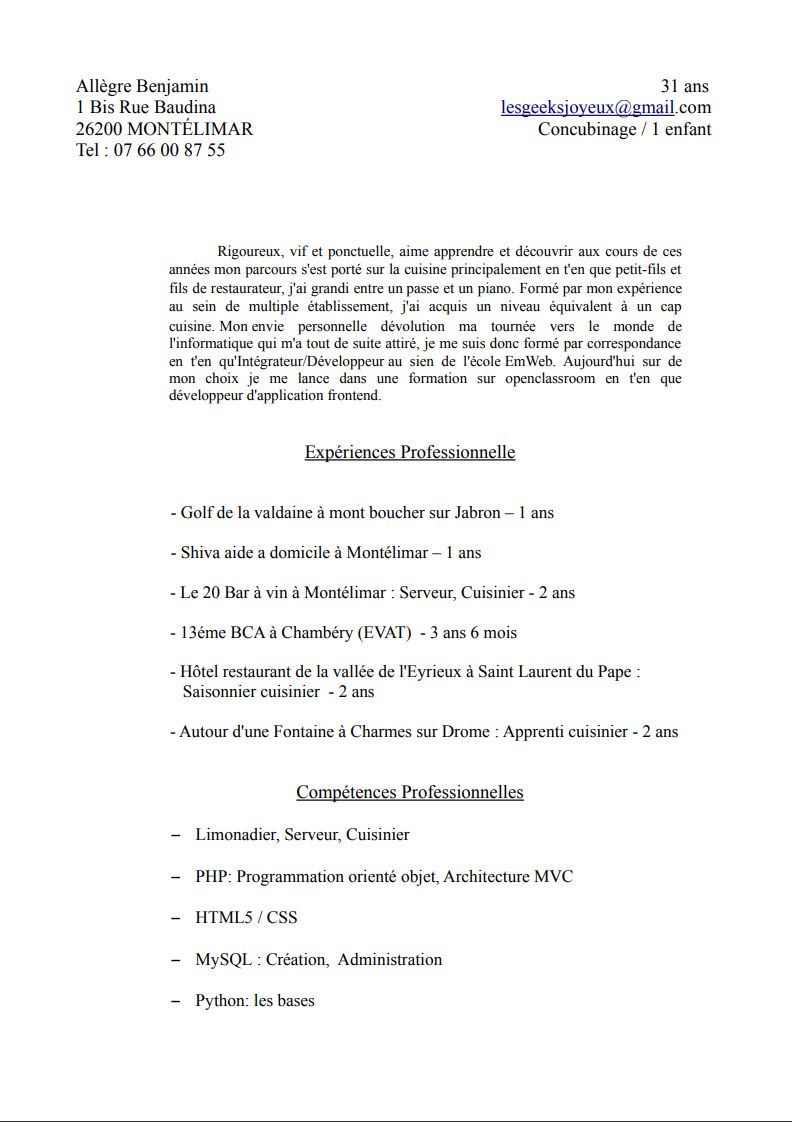 Allègre Benjamin
31 ans
1 Bis Rue Baudina
lesgeeksjoyeux@gmail.com
26200 MONTÉLIMAR
Concubinage / 1 enfant
Tel : 07 66 00 87 55
Rigoureux, vif et ponctuelle, aime apprendre et découvrir aux cours de ces
années mon parcours s'est porté sur la cuisine principalement en t'en que petit-fils et
fils de restaurateur, j'ai grandi entre un passe et un piano. Formé par mon expérience
au sein de multiple établissement, j'ai acquis un niveau équivalent à un cap
cuisine. Mon envie personnelle dévolution ma tournée vers le monde de
l'informatique qui m'a tout de suite attiré, je me suis donc formé par correspondance
en t'en qu'Intégrateur/Développeur au sien de l'école EmWeb. Aujourd'hui sur de
mon choix je me lance dans une formation sur openclassroom en t'en que
développeur d'application frontend.
Expériences Professionnelle
- Golf de la valdaine à mont boucher sur Jabron – 1 ans
- Shiva aide a domicile à Montélimar – 1 ans
- Le 20 Bar à vin à Montélimar : Serveur, Cuisinier - 2 ans
- 13éme BCA à Chambéry (EVAT) - 3 ans 6 mois
- Hôtel restaurant de la vallée de l'Eyrieux à Saint Laurent du Pape :
Saisonnier cuisinier - 2 ans
- Autour d'une Fontaine à Charmes sur Drome : Apprenti cuisinier - 2 ans
Compétences Professionnelles
– Limonadier, Serveur, Cuisinier
– PHP: Programmation orienté objet, Architecture MVC
– HTML5 / CSS
– MySQL : Création, Administration
– Python: les bases